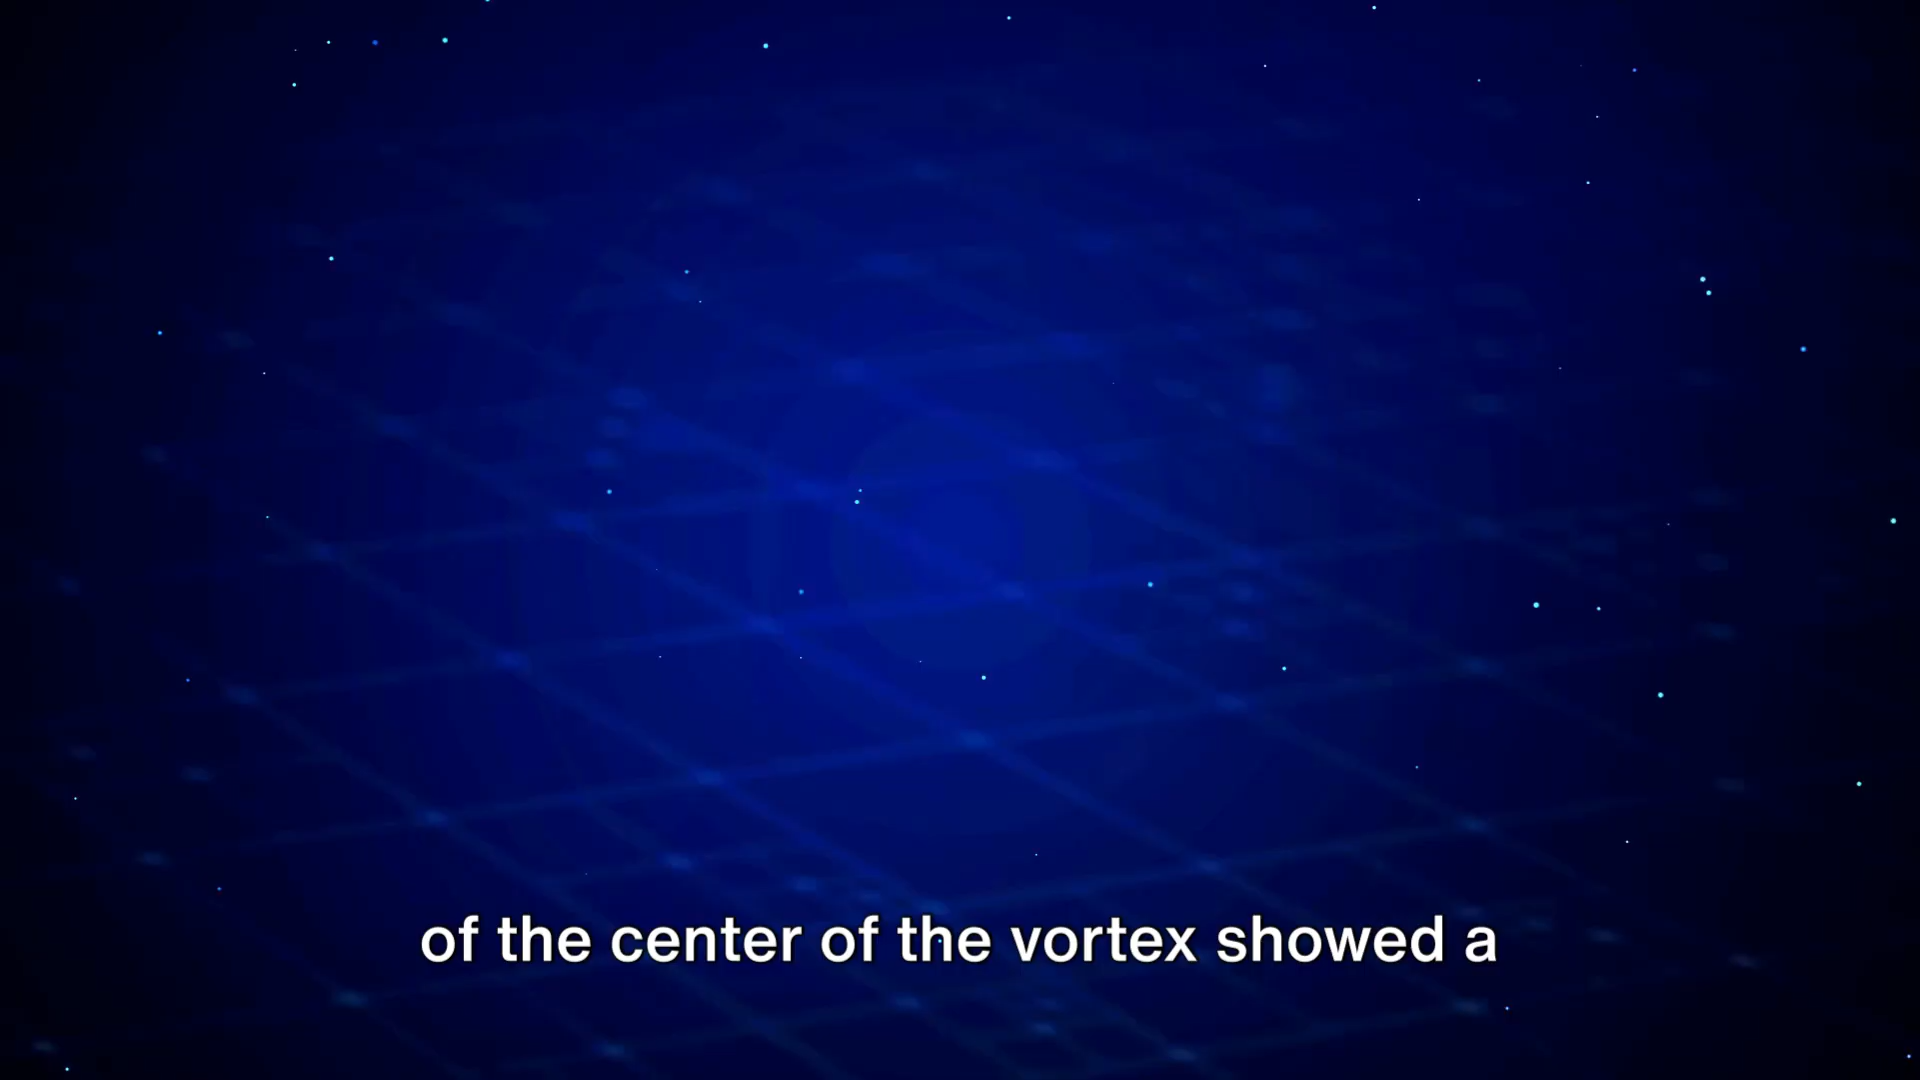 of the center of the vortex showed a